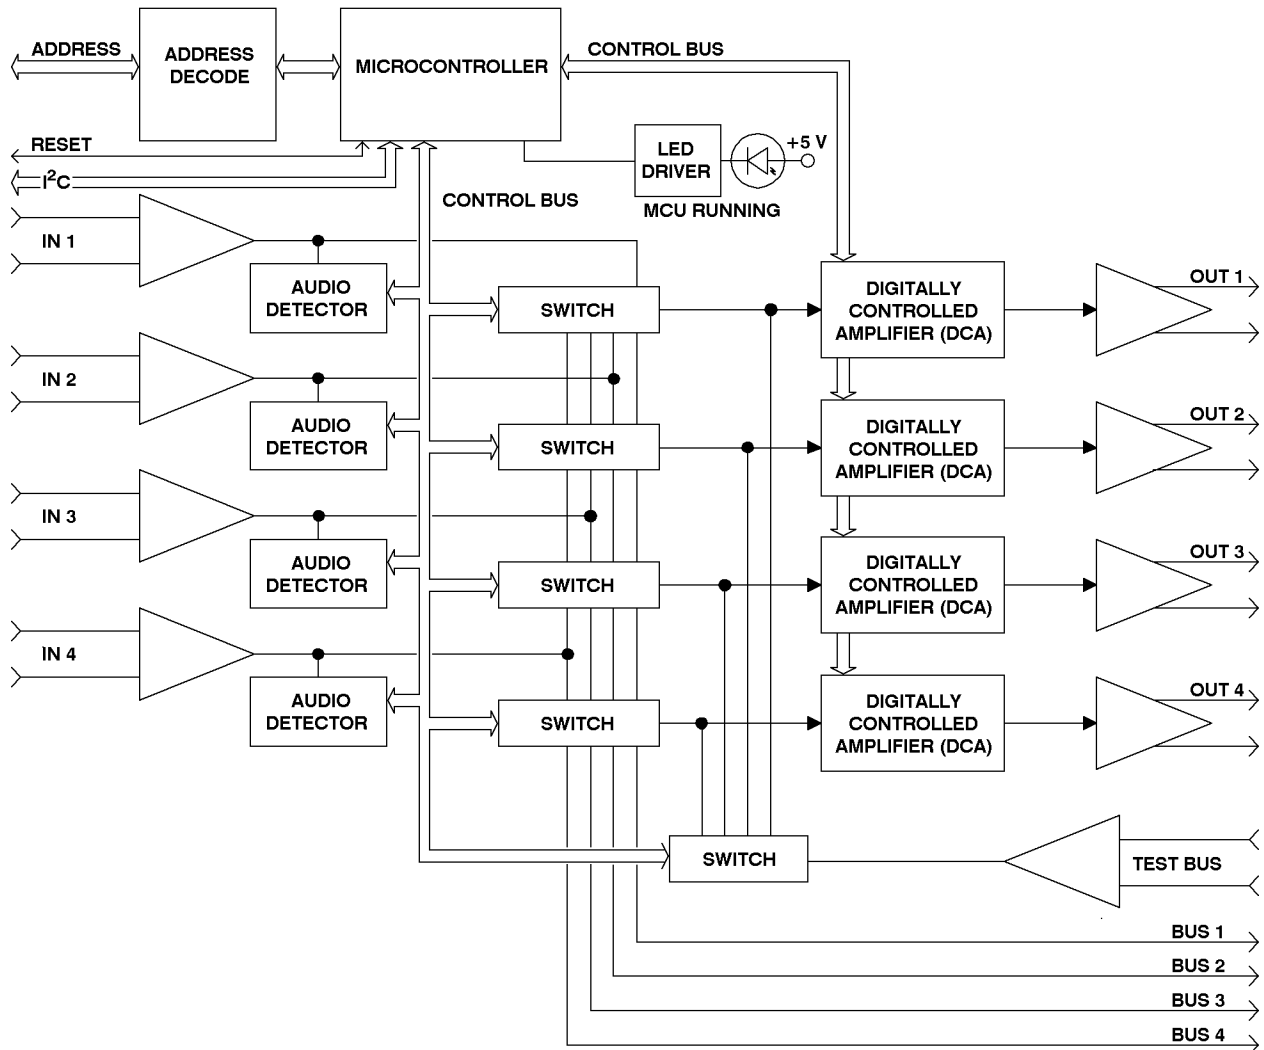 ADDRESS
ADDRESS
DECODE
MICROCONTROLLER
CONTROL BUS
RESET
I²C
LED
DRIVER
+5 V
MCU RUNNING
CONTROL BUS
IN 1
AUDIO
DETECTOR
SWITCH
DIGITALLY
CONTROLLED
AMPLIFIER (DCA)
OUT 1
IN 2
AUDIO
DETECTOR
SWITCH
DIGITALLY
CONTROLLED
AMPLIFIER (DCA)
OUT 2
IN 3
AUDIO
DETECTOR
SWITCH
DIGITALLY
CONTROLLED
AMPLIFIER (DCA)
OUT 3
IN 4
AUDIO
DETECTOR
SWITCH
DIGITALLY
CONTROLLED
AMPLIFIER (DCA)
OUT 4
SWITCH
TEST BUS
BUS 1
BUS 2
BUS 3
BUS 4